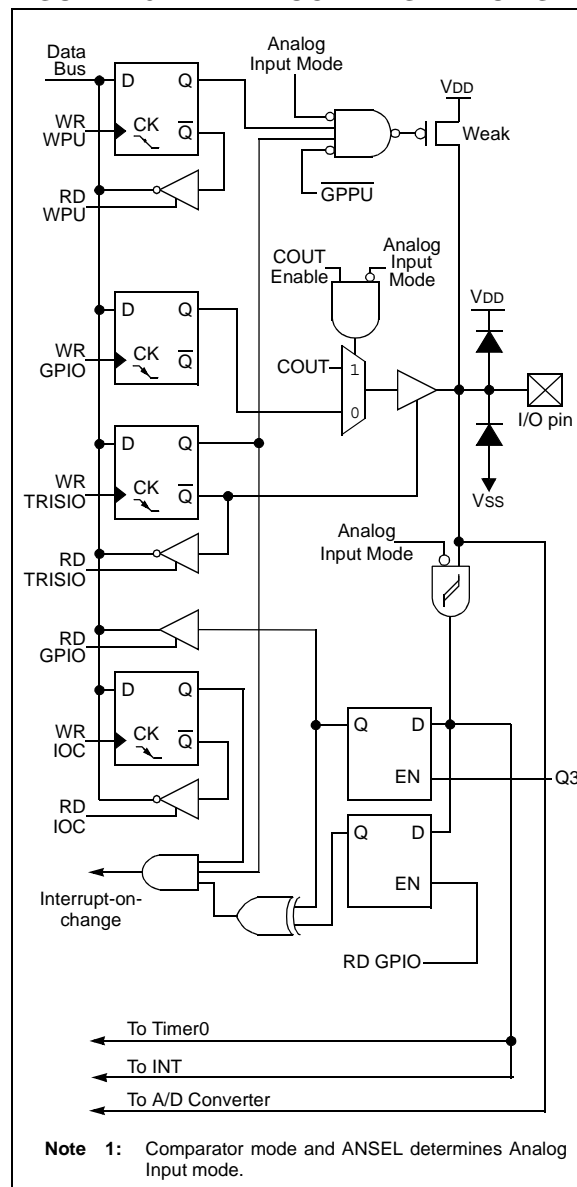 Analog
Input Mode
Data
Bus
D
Q
WR
WPU
CK
Q
VDD
Weak
RD
WPU
GPPU
COUT
Enable
Analog
Input
Mode
D
Q
WR
GPIO
CK
Q
COUT
1
0
VDD
I/O pin
VSS
D
Q
WR
TRISIO
CK
Q
RD
TRISIO
Analog
Input Mode
RD
GPIO
D
Q
WR
IOC
CK
Q
RD
IOC
Q
D
EN
Q3
Q
D
EN
Interrupt-on-
change
RD GPIO
To Timer0
To INT
To A/D Converter
Note 1: Comparator mode and ANSEL determines Analog
Input mode.